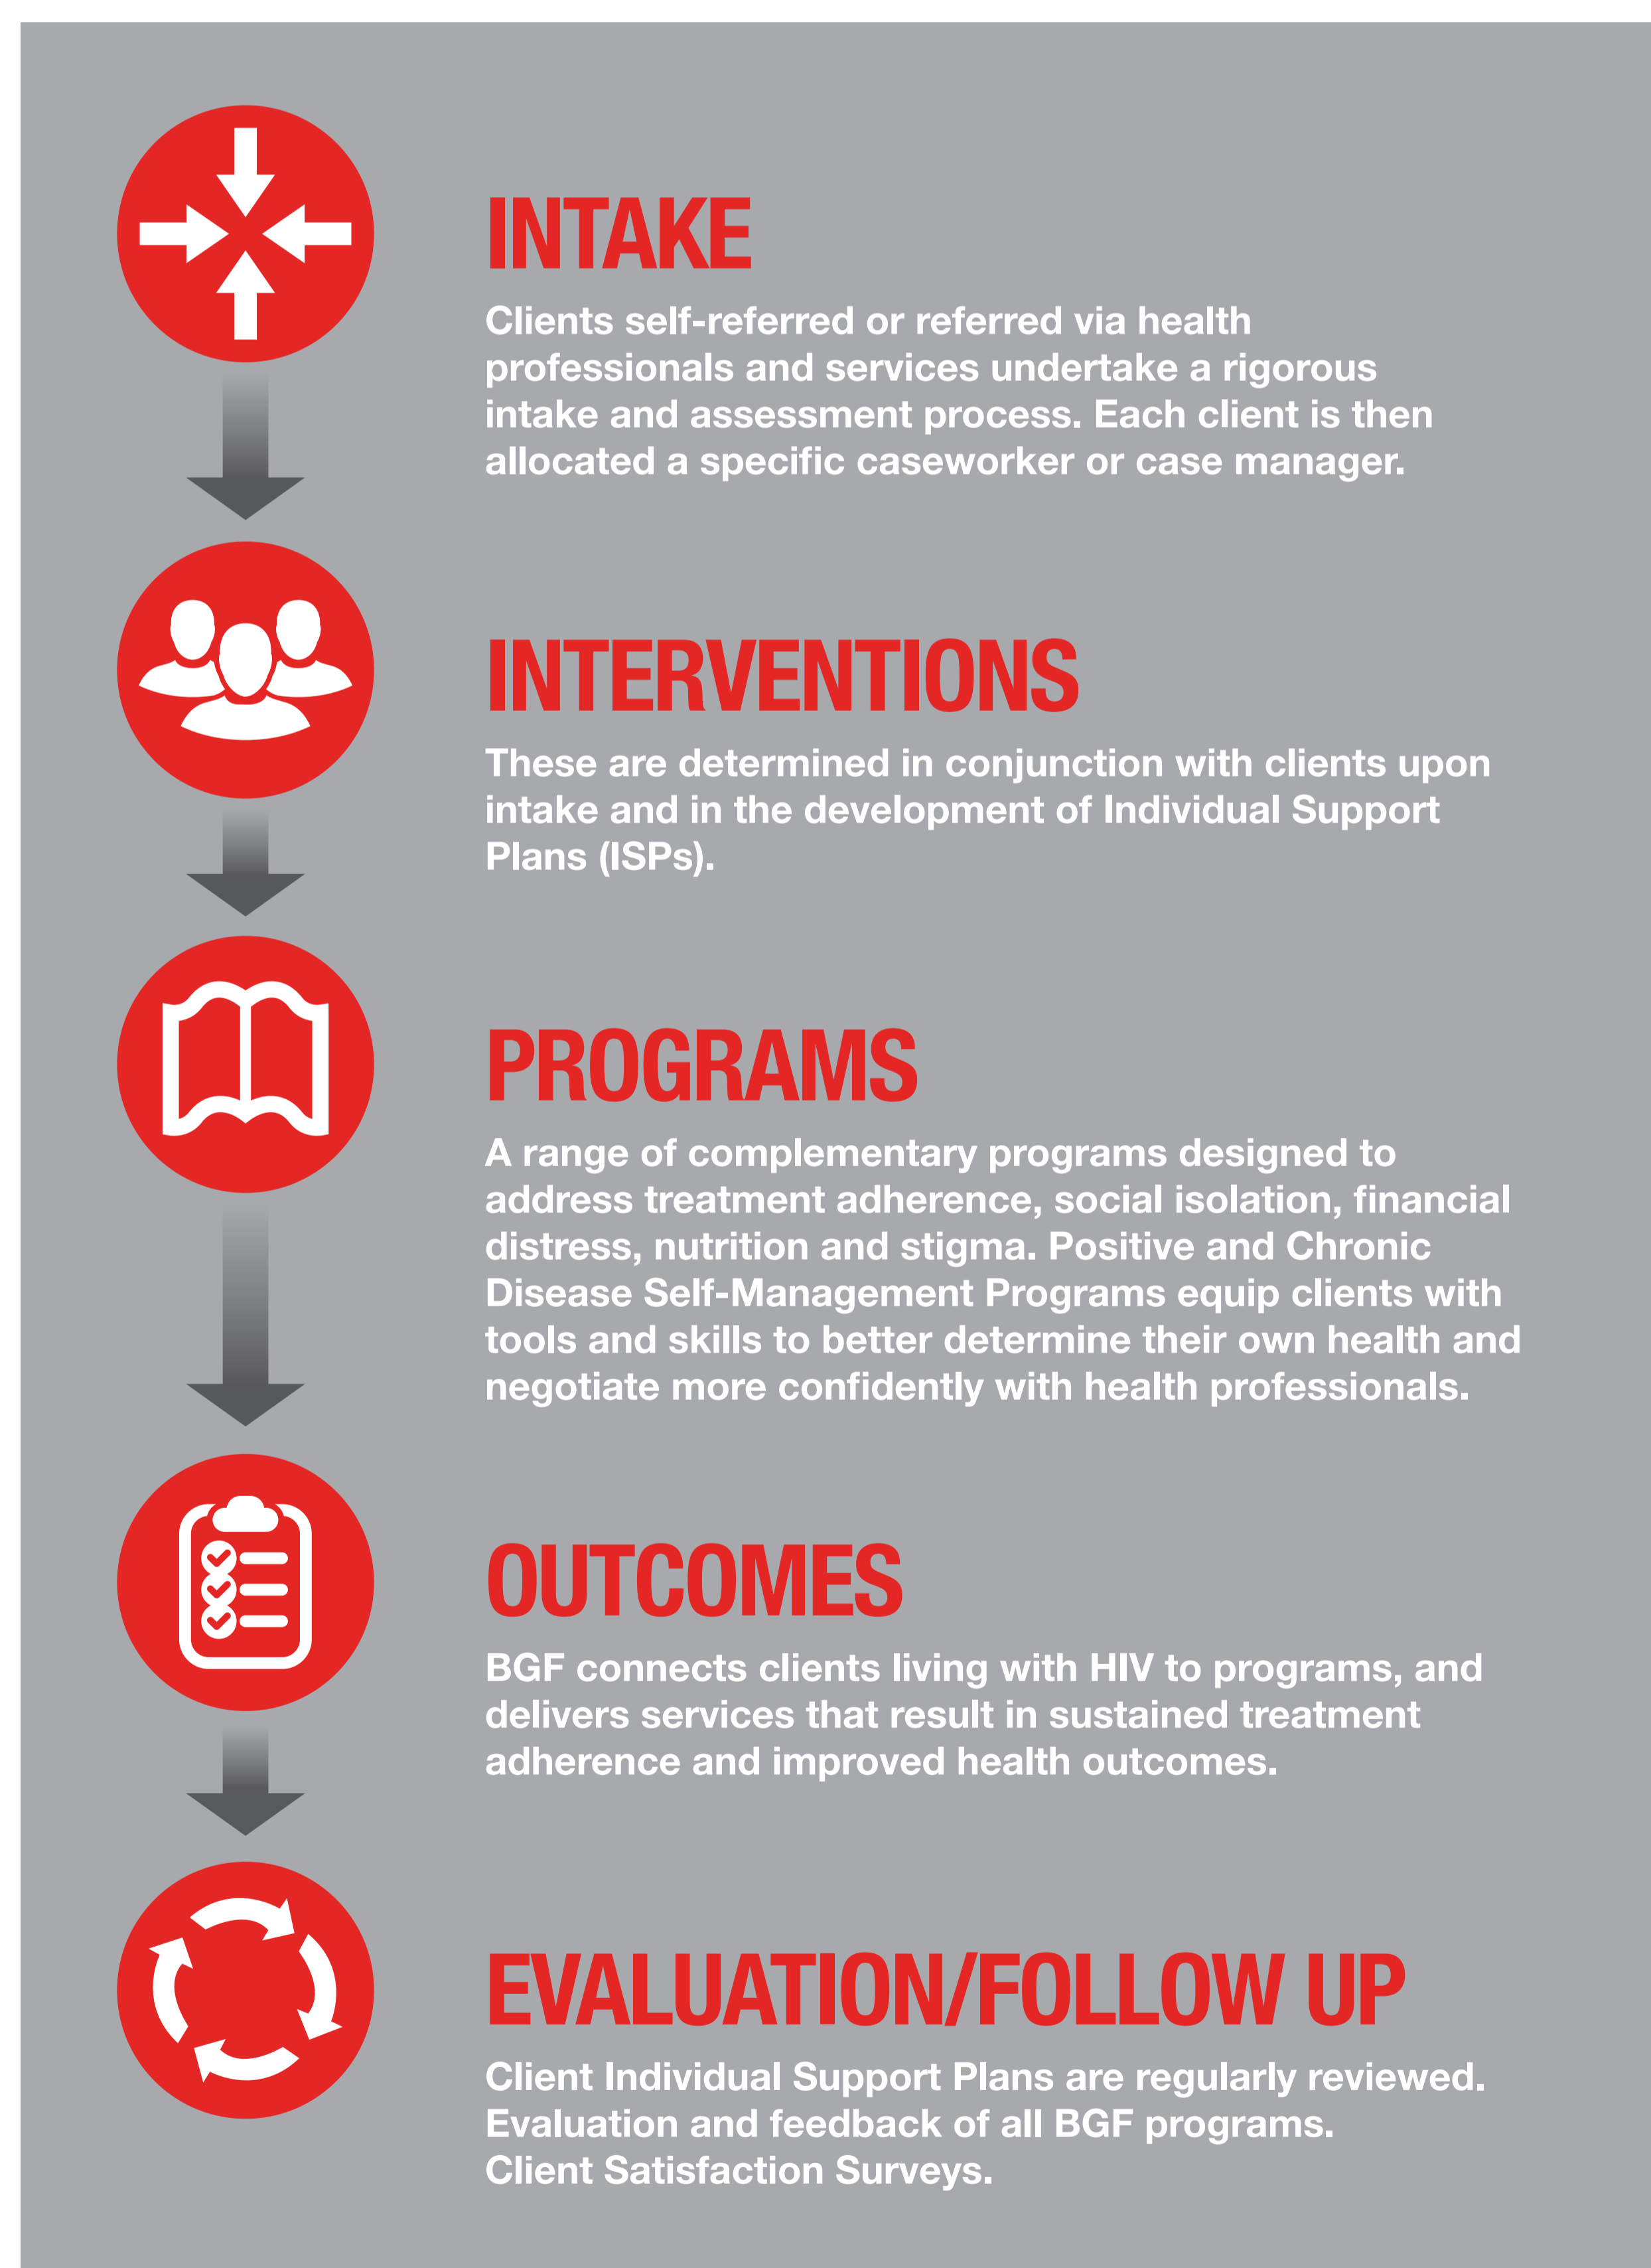 INTAKE
Clients self-referred or referred via health
professionals and services undertake a rigorous
intake and assessment process. Each client is then
allocated a specific caseworker or case manager.
INTERVENTIONS
These are determined in conjunction with clients upon
intake and in the development of Individual Support
Plans (ISPs).
PROGRAMS
A range of complementary programs designed to
address treatment adherence, social isolation, financial
distress, nutrition and stigma. Positive and Chronic
Disease Self-Management Programs equip clients with
tools and skills to better determine their own health and
negotiate more confidently with health professionals.
OUTCOMES
BGF connects clients living with HIV to programs, and
delivers services that result in sustained treatment
adherence and improved health outcomes.
EVALUATION/FOLLOW UP
Client Individual Support Plans are regularly reviewed.
Evaluation and feedback of all BGF programs.
Client Satisfaction Surveys.